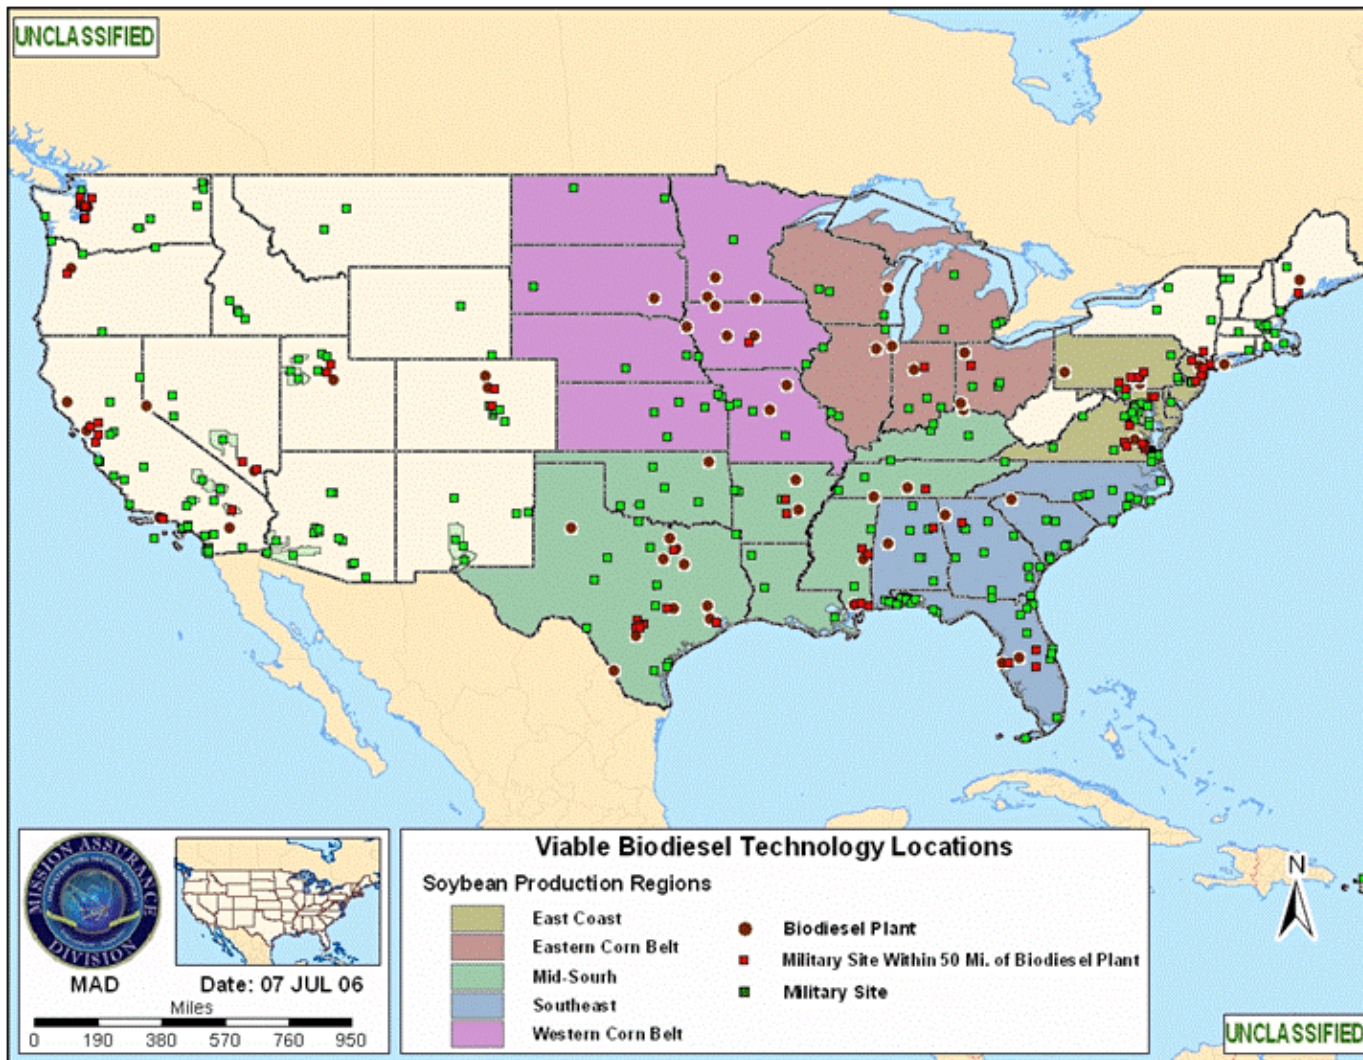 UNCLASSIFIED
MISSION ASSURANCE
DIVISION
MAD
Date: 07 JUL 06
Miles
0 190 380 570 760 950
Viable Biodiesel Technology Locations
Soybean Production Regions
East Coast
Eastern Corn Belt
Mid-Sourh
Southeast
Western Corn Belt
Biodiesel Plant
Military Site Within 50 Mi. of Biodiesel Plant
Military Site
N
UNCLASSIFIED